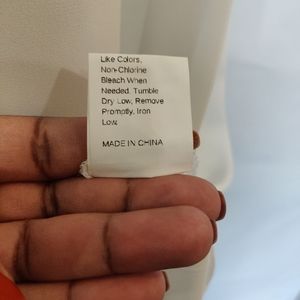 Like Colors,
Non-Chlorine
Bleach When
Needed. Tumble
Dry Low, Remove
Promptly, Iron
Low.
MADE IN CHINA